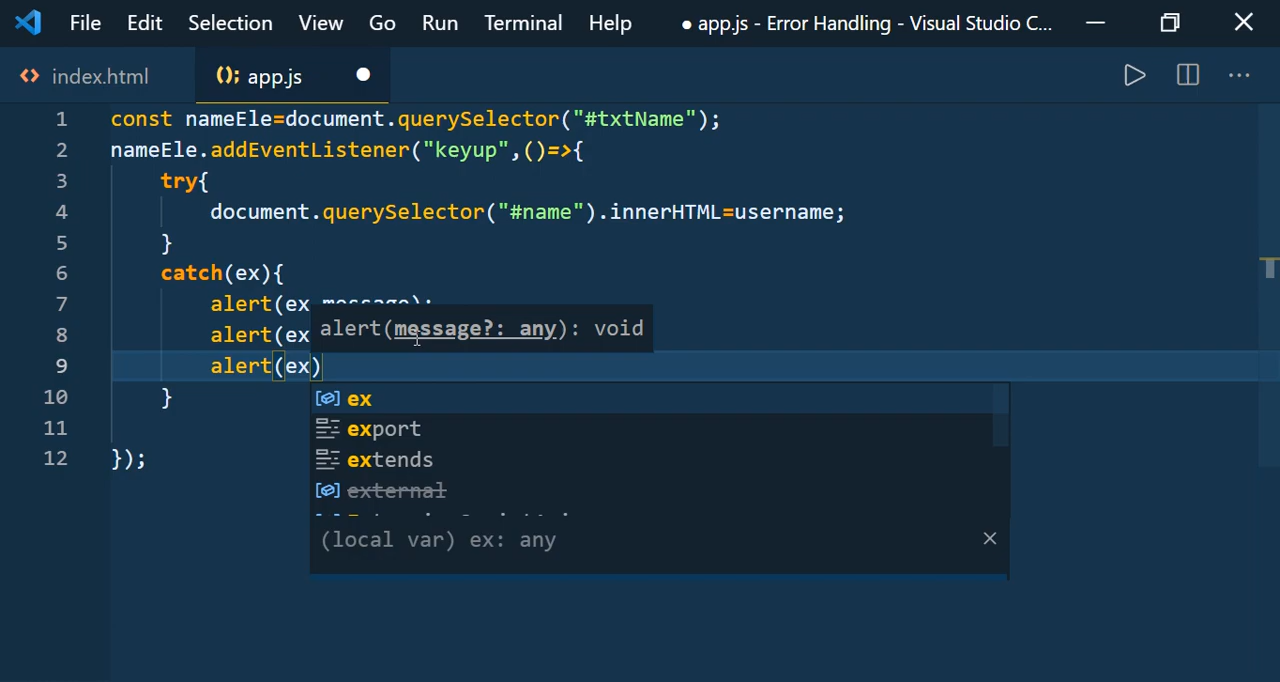 File Edit Selection View Go Run Terminal Help ● app.js - Error Handling - Visual Studio C...
index.html app.js
1 const nameEle=document.querySelector("#txtName");
2 nameEle.addEventListener("keyup",()=>{
3 try{
4 document.querySelector("#name").innerHTML=username;
5 }
6 catch(ex){
7 alert(ex.message);
alert(message?: any): void
8 alert(ex
9 alert(ex)
10 }
ex
11
export
12 });
extends
external
(local var) ex: any